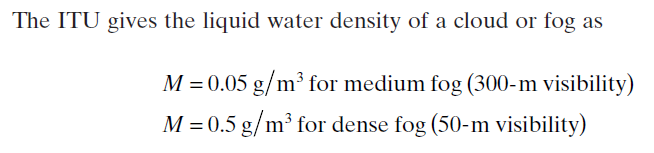 The ITU gives the liquid water density of a cloud or fog as
M = 0.05 g/m³ for medium fog (300-m visibility)
M = 0.5 g/m³ for dense fog (50-m visibility)